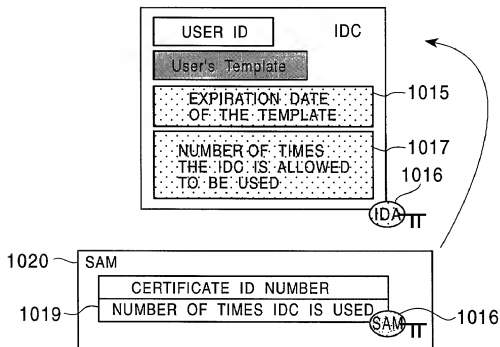 USER ID
IDC
User's Template
EXPIRATION DATE
OF THE TEMPLATE
1015
NUMBER OF TIMES
THE IDC IS ALLOWED
TO BE USED
1017
1016
IDA
1020
SAM
CERTIFICATE ID NUMBER
1019
NUMBER OF TIMES IDC IS USED
SAM
1016